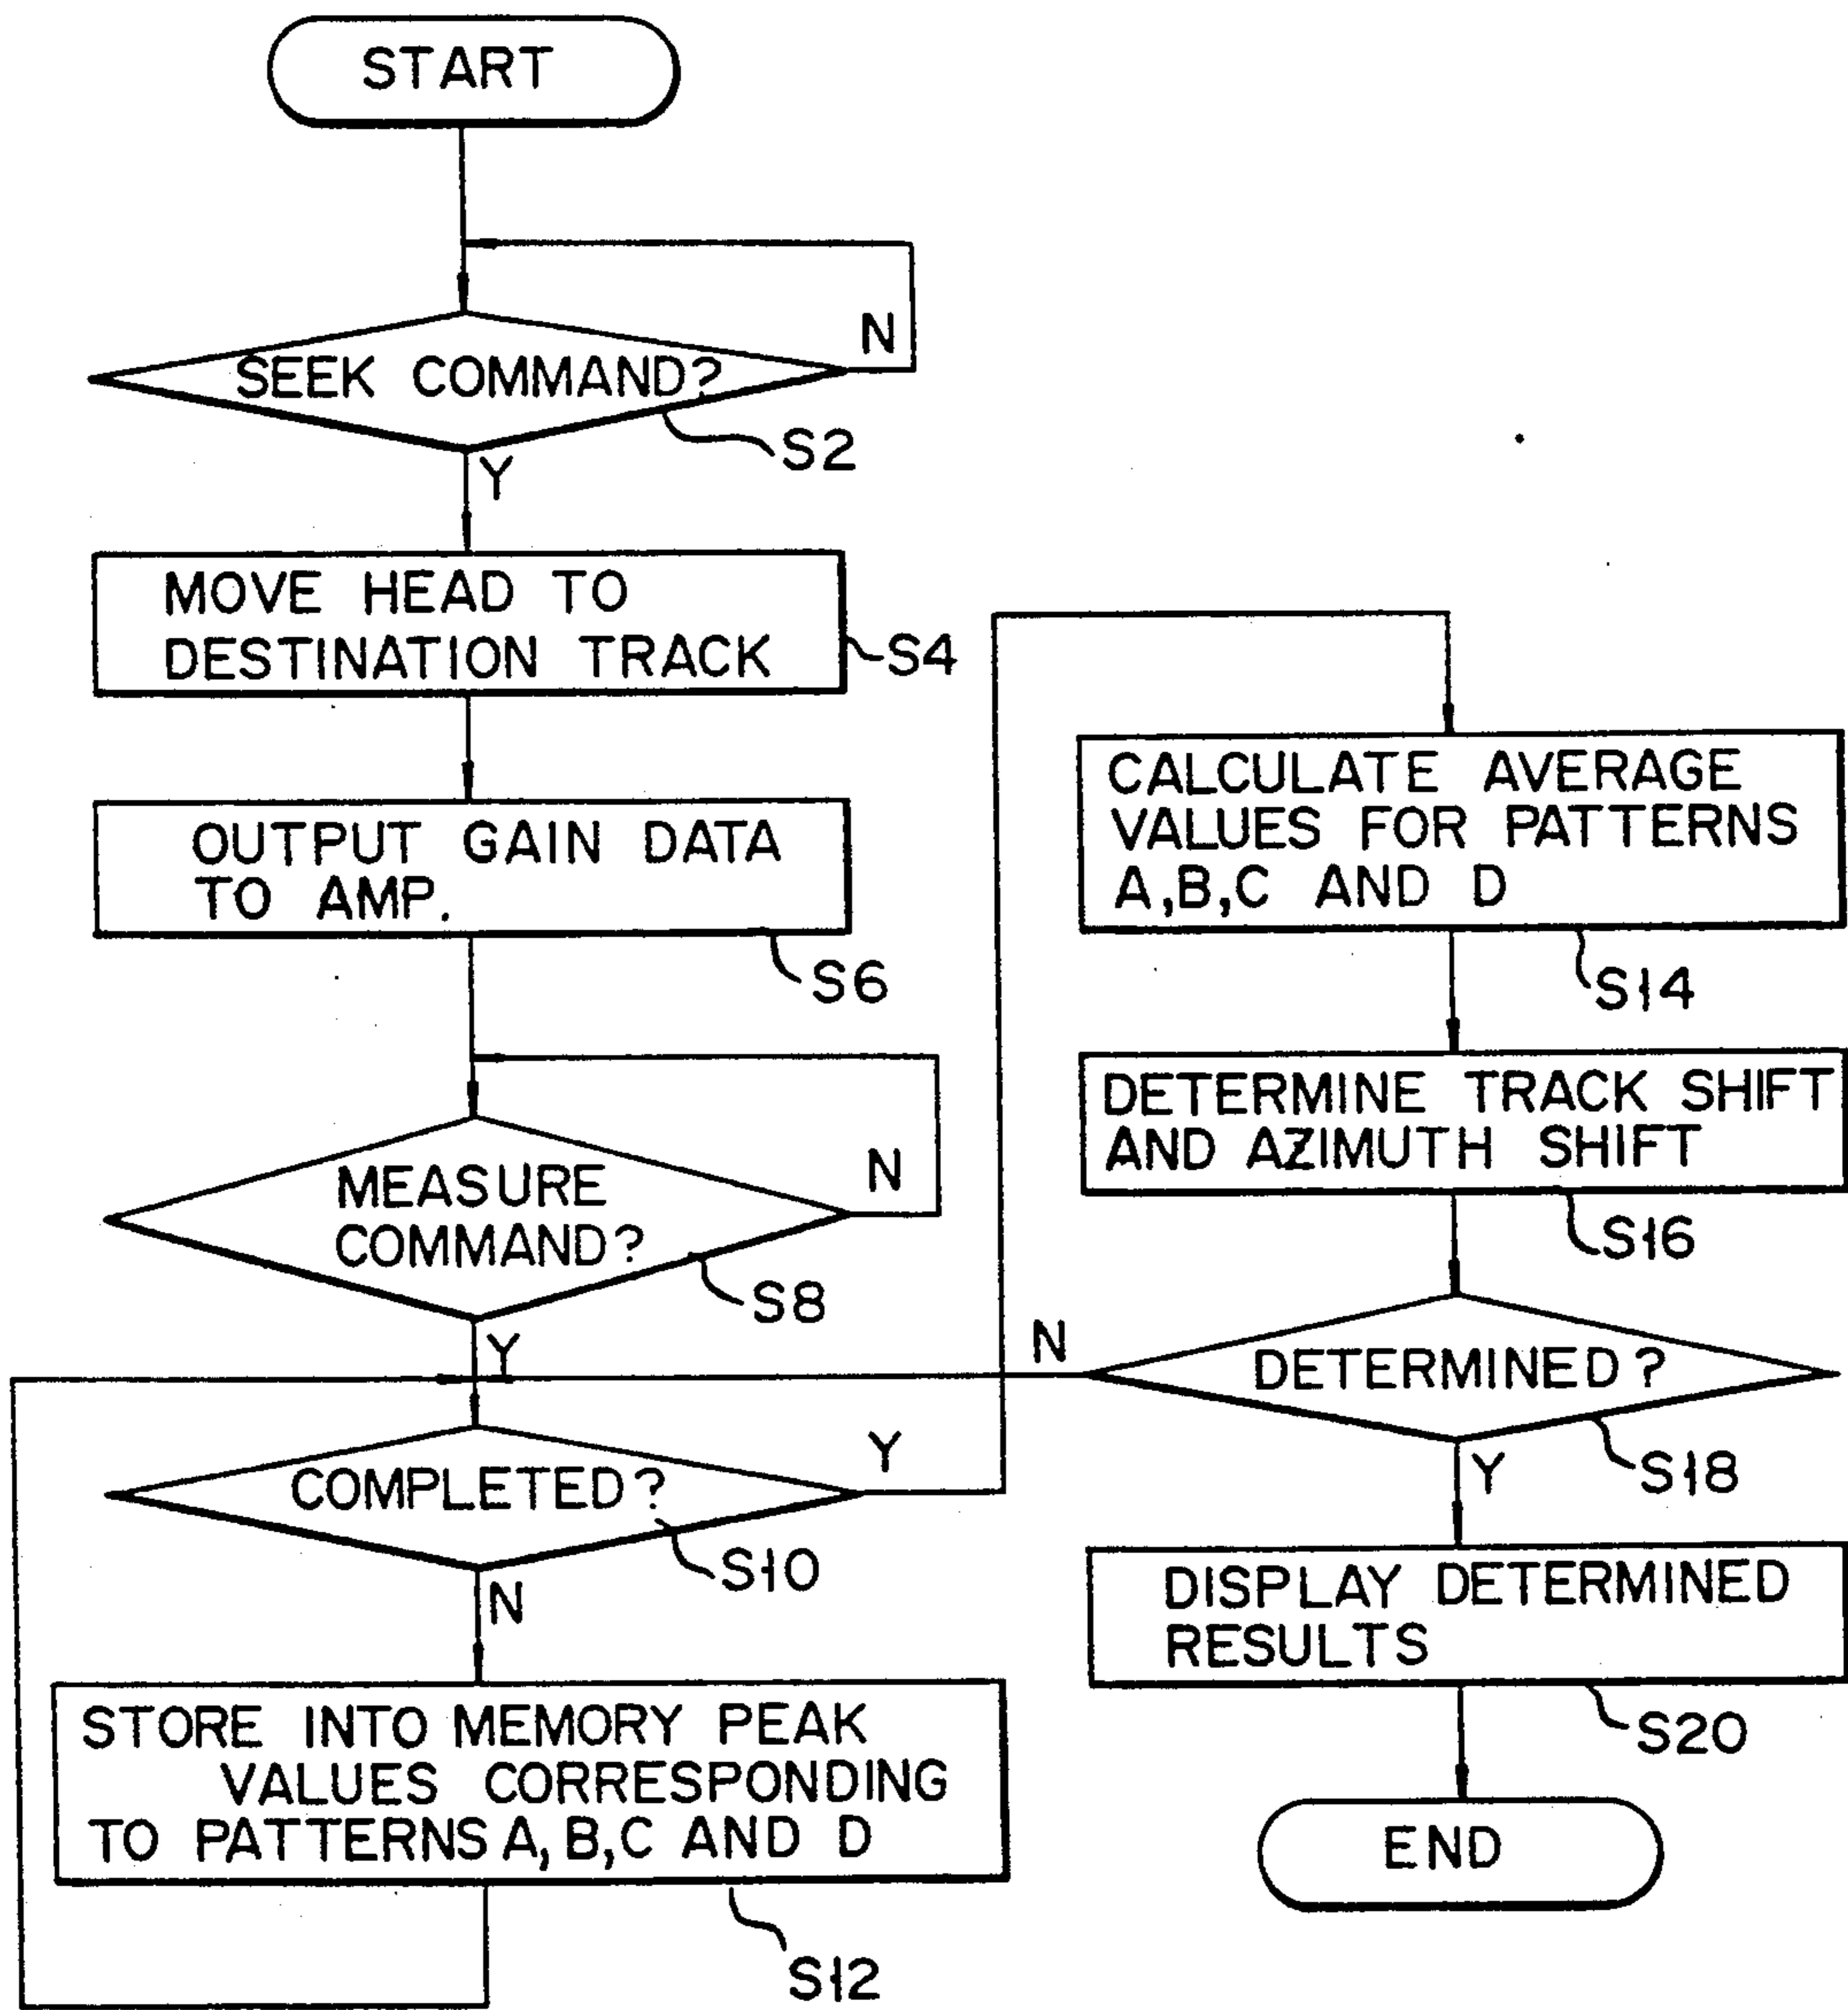 START
SEEK COMMAND?
N
S2
Y
MOVE HEAD TO
DESTINATION TRACK
S4
OUTPUT GAIN DATA
TO AMP.
S6
MEASURE
COMMAND?
N
S8
Y
COMPLETED?
Y
S10
N
STORE INTO MEMORY PEAK
VALUES CORRESPONDING
TO PATTERNS A, B, C AND D
S12
CALCULATE AVERAGE
VALUES FOR PATTERNS
A,B,C AND D
S14
DETERMINE TRACK SHIFT
AND AZIMUTH SHIFT
S16
DETERMINED?
N
S18
Y
DISPLAY DETERMINED
RESULTS
S20
END